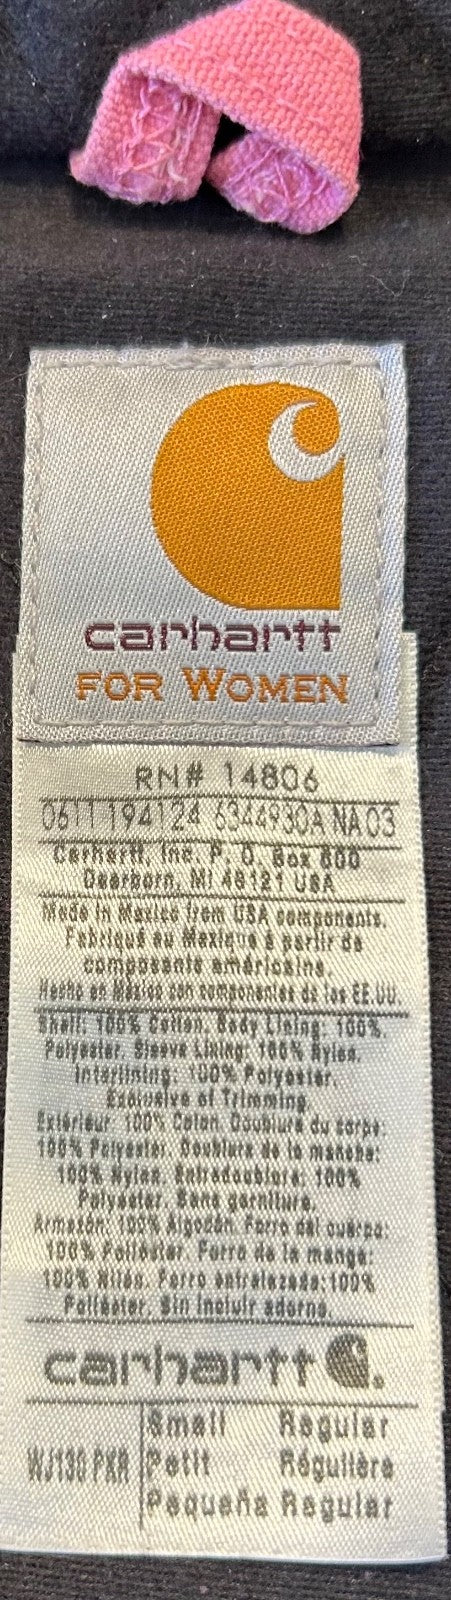 carhartt
FOR WOMEN
RN# 14806
0611 194124 6344930A NA 03
Carhartt, Inc. P. O. Box 600
Dearborn, MI 48121 USA
Made in Mexico from USA components.
Fabriqué au Mexique à partir de
composants américains.
Hecho en México con componentes de los EE.UU.
Shell: 100% Cotton. Body Lining: 100%
Polyester. Sleeve Lining: 100% Nylon.
Interlining: 100% Polyester.
Exclusive of Trimming.
Extérieur: 100% Coton. Doublure du corps:
100% Polyester. Doublure de la manche:
100% Nylon. Entredoublure: 100%
Polyester. Sans garniture.
Armazón: 100% Algodón. Forro del cuerpo:
100% Poliéster. Forro de la manga:
100% Nilón. Forro entrelazado:100%
Poliéster. Sin incluir adorno.
carhartt
WJ130 PKR
Small Regular
Petit Régulière
Pequeña Regular